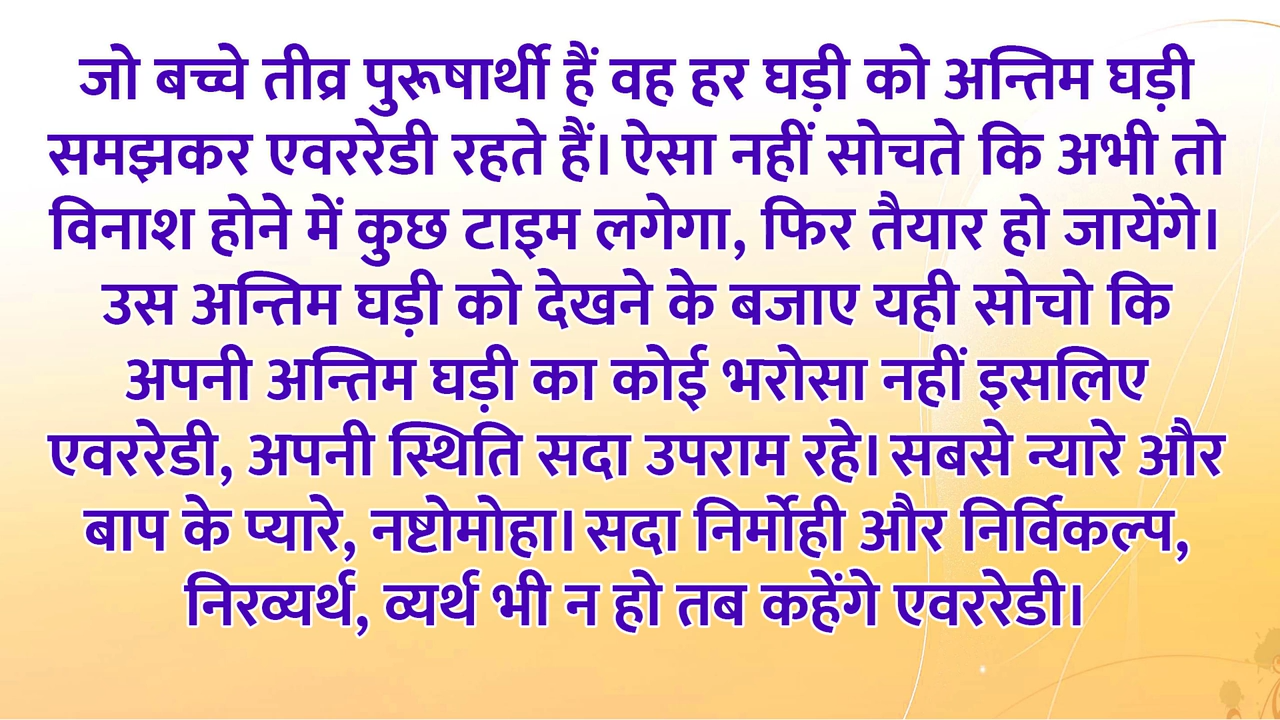 जो बच्चे तीव्र पुरूषार्थी हैं वह हर घड़ी को अन्तिम घड़ी
समझकर एवररेडी रहते हैं। ऐसा नहीं सोचते कि अभी तो
विनाश होने में कुछ टाइम लगेगा, फिर तैयार हो जायेंगे।
उस अन्तिम घड़ी को देखने के बजाए यही सोचो कि
अपनी अन्तिम घड़ी का कोई भरोसा नहीं इसलिए
एवररेडी, अपनी स्थिति सदा उपराम रहे। सबसे न्यारे और
बाप के प्यारे, नष्टोमोहा। सदा निर्मोही और निर्विकल्प,
निरव्यर्थ, व्यर्थ भी न हो तब कहेंगे एवररेडी।